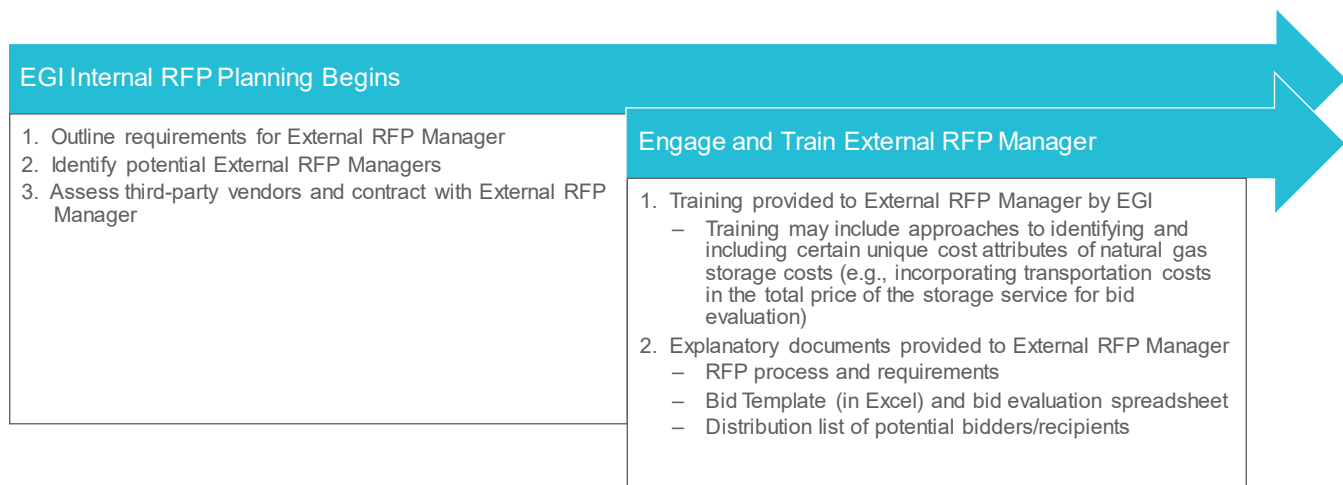 EGI Internal RFP Planning Begins
1. Outline requirements for External RFP Manager
2. Identify potential External RFP Managers
3. Assess third-party vendors and contract with External RFP
Manager
Engage and Train External RFP Manager
1. Training provided to External RFP Manager by EGI
– Training may include approaches to identifying and
including certain unique cost attributes of natural gas
storage costs (e.g., incorporating transportation costs
in the total price of the storage service for bid
evaluation)
2. Explanatory documents provided to External RFP Manager
– RFP process and requirements
– Bid Template (in Excel) and bid evaluation spreadsheet
– Distribution list of potential bidders/recipients